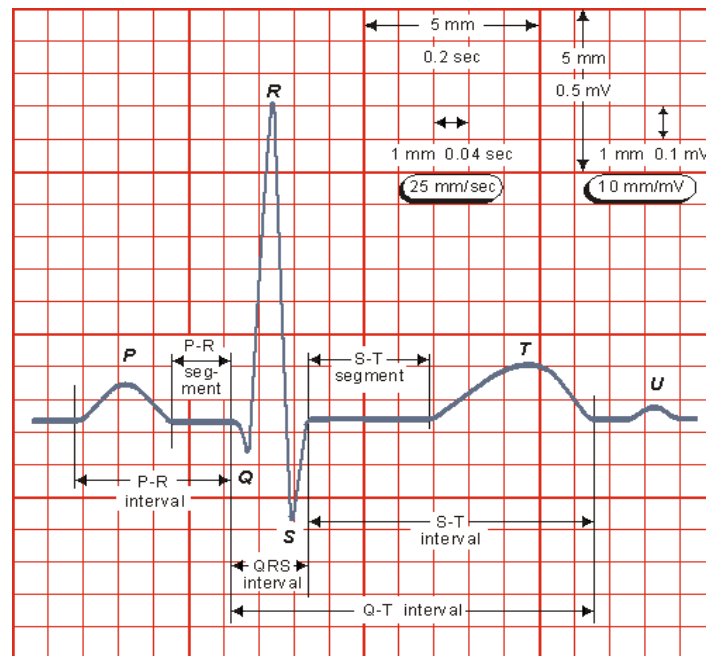 5 mm
0.2 sec
5 mm
0.5 mV
1 mm 0.04 sec
1 mm 0.1 mV
25 mm/sec
10 mm/mV
R
P-R
seg-
ment
P
S-T
segment
T
U
Q
P-R
interval
S
S-T
interval
QRS
interval
Q-T interval